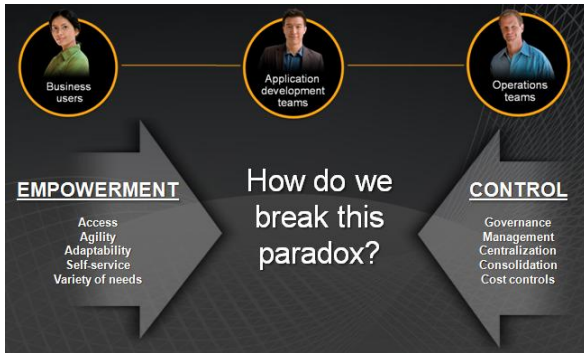 Business
users
Application
development
teams
Operations
teams
EMPOWERMENT
Access
Agility
Adaptability
Self-service
Variety of needs
How do we
break this
paradox?
CONTROL
Governance
Management
Centralization
Consolidation
Cost controls